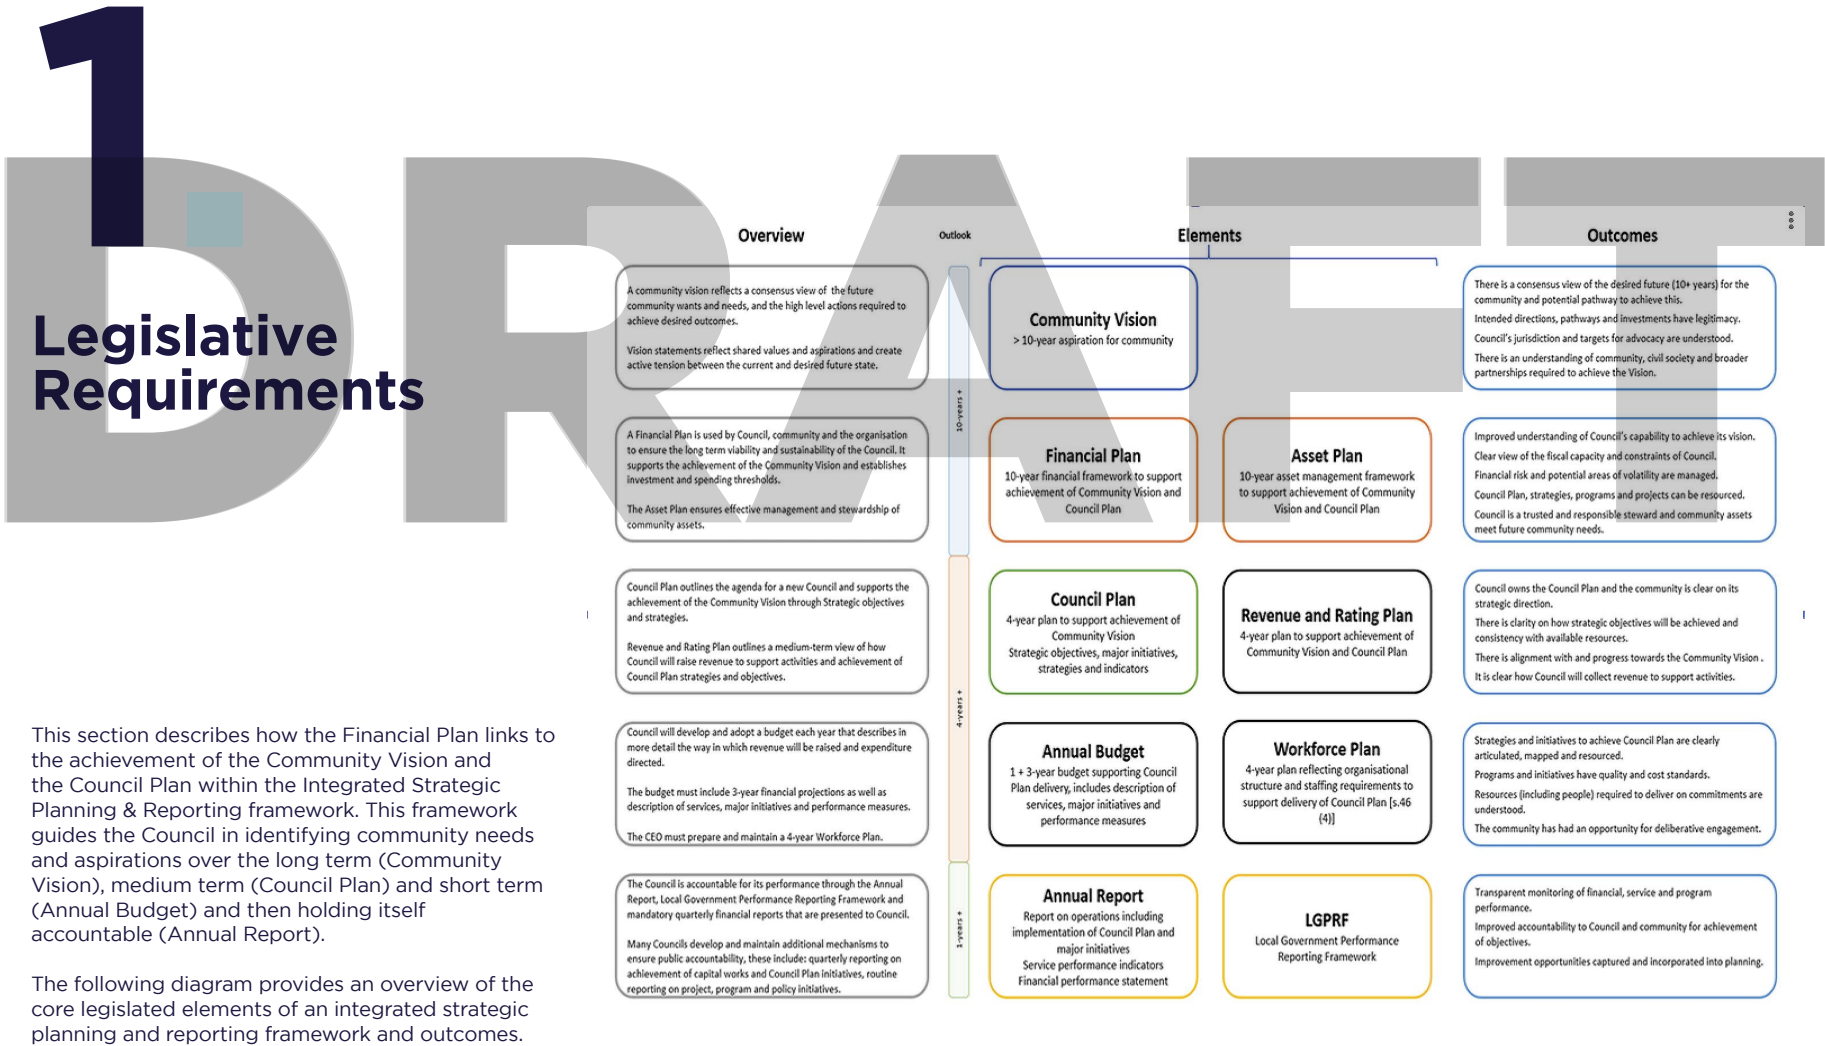 1
DRAFT
Legislative
Requirements
This section describes how the Financial Plan links to
the achievement of the Community Vision and
the Council Plan within the Integrated Strategic
Planning & Reporting framework. This framework
guides the Council in identifying community needs
and aspirations over the long term (Community
Vision), medium term (Council Plan) and short term
(Annual Budget) and then holding itself
accountable (Annual Report).
The following diagram provides an overview of the
core legislated elements of an integrated strategic
planning and reporting framework and outcomes.
Overview
Outlook
Elements
Outcomes
A community vision reflects a consensus view of the future
community wants and needs, and the high level actions required to
achieve desired outcomes.
Vision statements reflect shared values and aspirations and create
active tension between the current and desired future state.
10-years +
Community Vision
> 10-year aspiration for community
There is a consensus view of the desired future (10+ years) for the
community and potential pathway to achieve this.
Intended directions, pathways and investments have legitimacy.
Council's jurisdiction and targets for advocacy are understood.
There is an understanding of community, civil society and broader
partnerships required to achieve the Vision.
A Financial Plan is used by Council, community and the organisation
to ensure the long term viability and sustainability of the Council. It
supports the achievement of the Community Vision and establishes
investment and spending thresholds.
The Asset Plan ensures effective management and stewardship of
community assets.
Financial Plan
10-year financial framework to support
achievement of Community Vision and
Council Plan
Asset Plan
10-year asset management framework
to support achievement of Community
Vision and Council Plan
Improved understanding of Council's capability to achieve its vision.
Clear view of the fiscal capacity and constraints of Council.
Financial risk and potential areas of volatility are managed.
Council Plan, strategies, programs and projects can be resourced.
Council is a trusted and responsible steward and community assets
meet future community needs.
Council Plan outlines the agenda for a new Council and supports the
achievement of the Community Vision through Strategic objectives
and strategies.
Revenue and Rating Plan outlines a medium-term view of how
Council will raise revenue to support activities and achievement of
Council Plan strategies and objectives.
4-years +
Council Plan
4-year plan to support achievement of
Community Vision
Strategic objectives, major initiatives,
strategies and indicators
Revenue and Rating Plan
4-year plan to support achievement of
Community Vision and Council Plan
Council owns the Council Plan and the community is clear on its
strategic direction.
There is clarity on how strategic objectives will be achieved and
consistency with available resources.
There is alignment with and progress towards the Community Vision .
It is clear how Council will collect revenue to support activities.
Council will develop and adopt a budget each year that describes in
more detail the way in which revenue will be raised and expenditure
directed.
The budget must include 3-year financial projections as well as
description of services, major initiatives and performance measures.
The CEO must prepare and maintain a 4-year Workforce Plan.
Annual Budget
1 + 3-year budget supporting Council
Plan delivery, includes description of
services, major initiatives and
performance measures
Workforce Plan
4-year plan reflecting organisational
structure and staffing requirements to
support delivery of Council Plan [s.46
(4)]
Strategies and initiatives to achieve Council Plan are clearly
articulated, mapped and resourced.
Programs and initiatives have quality and cost standards.
Resources (including people) required to deliver on commitments are
understood.
The community has had an opportunity for deliberative engagement.
The Council is accountable for its performance through the Annual
Report, Local Government Performance Reporting Framework and
mandatory quarterly financial reports that are presented to Council.
Many Councils develop and maintain additional mechanisms to
ensure public accountability, these include: quarterly reporting on
achievement of capital works and Council Plan initiatives, routine
reporting on project, program and policy initiatives.
1-years +
Annual Report
Report on operations including
implementation of Council Plan and
major initiatives
Service performance indicators
Financial performance statement
LGPRF
Local Government Performance
Reporting Framework
Transparent monitoring of financial, service and program
performance.
Improved accountability to Council and community for achievement
of objectives.
Improvement opportunities captured and incorporated into planning.